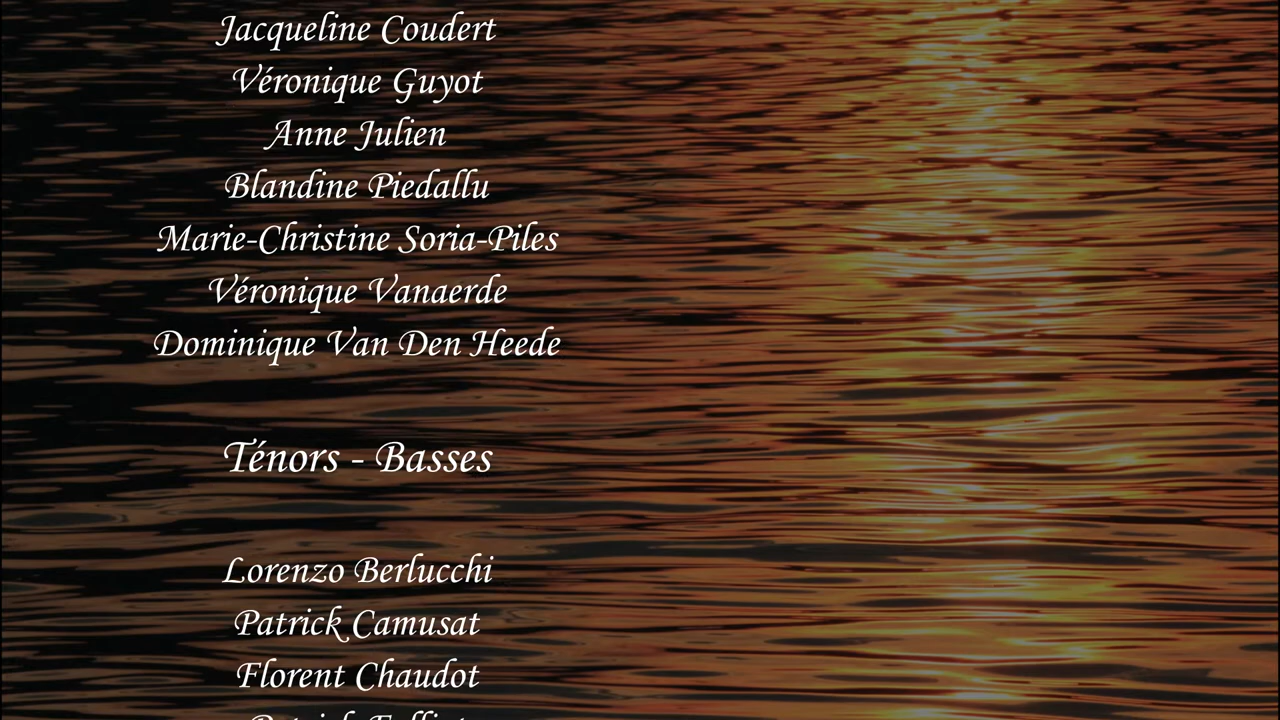 Jacqueline Coudert
Véronique Guyot
Anne Julien
Blandine Piedallu
Marie-Christine Soria-Piles
Véronique Vanaerde
Dominique Van Den Heede
Ténors - Basses
Lorenzo Berlucchi
Patrick Camusat
Florent Chaudot
Patrick